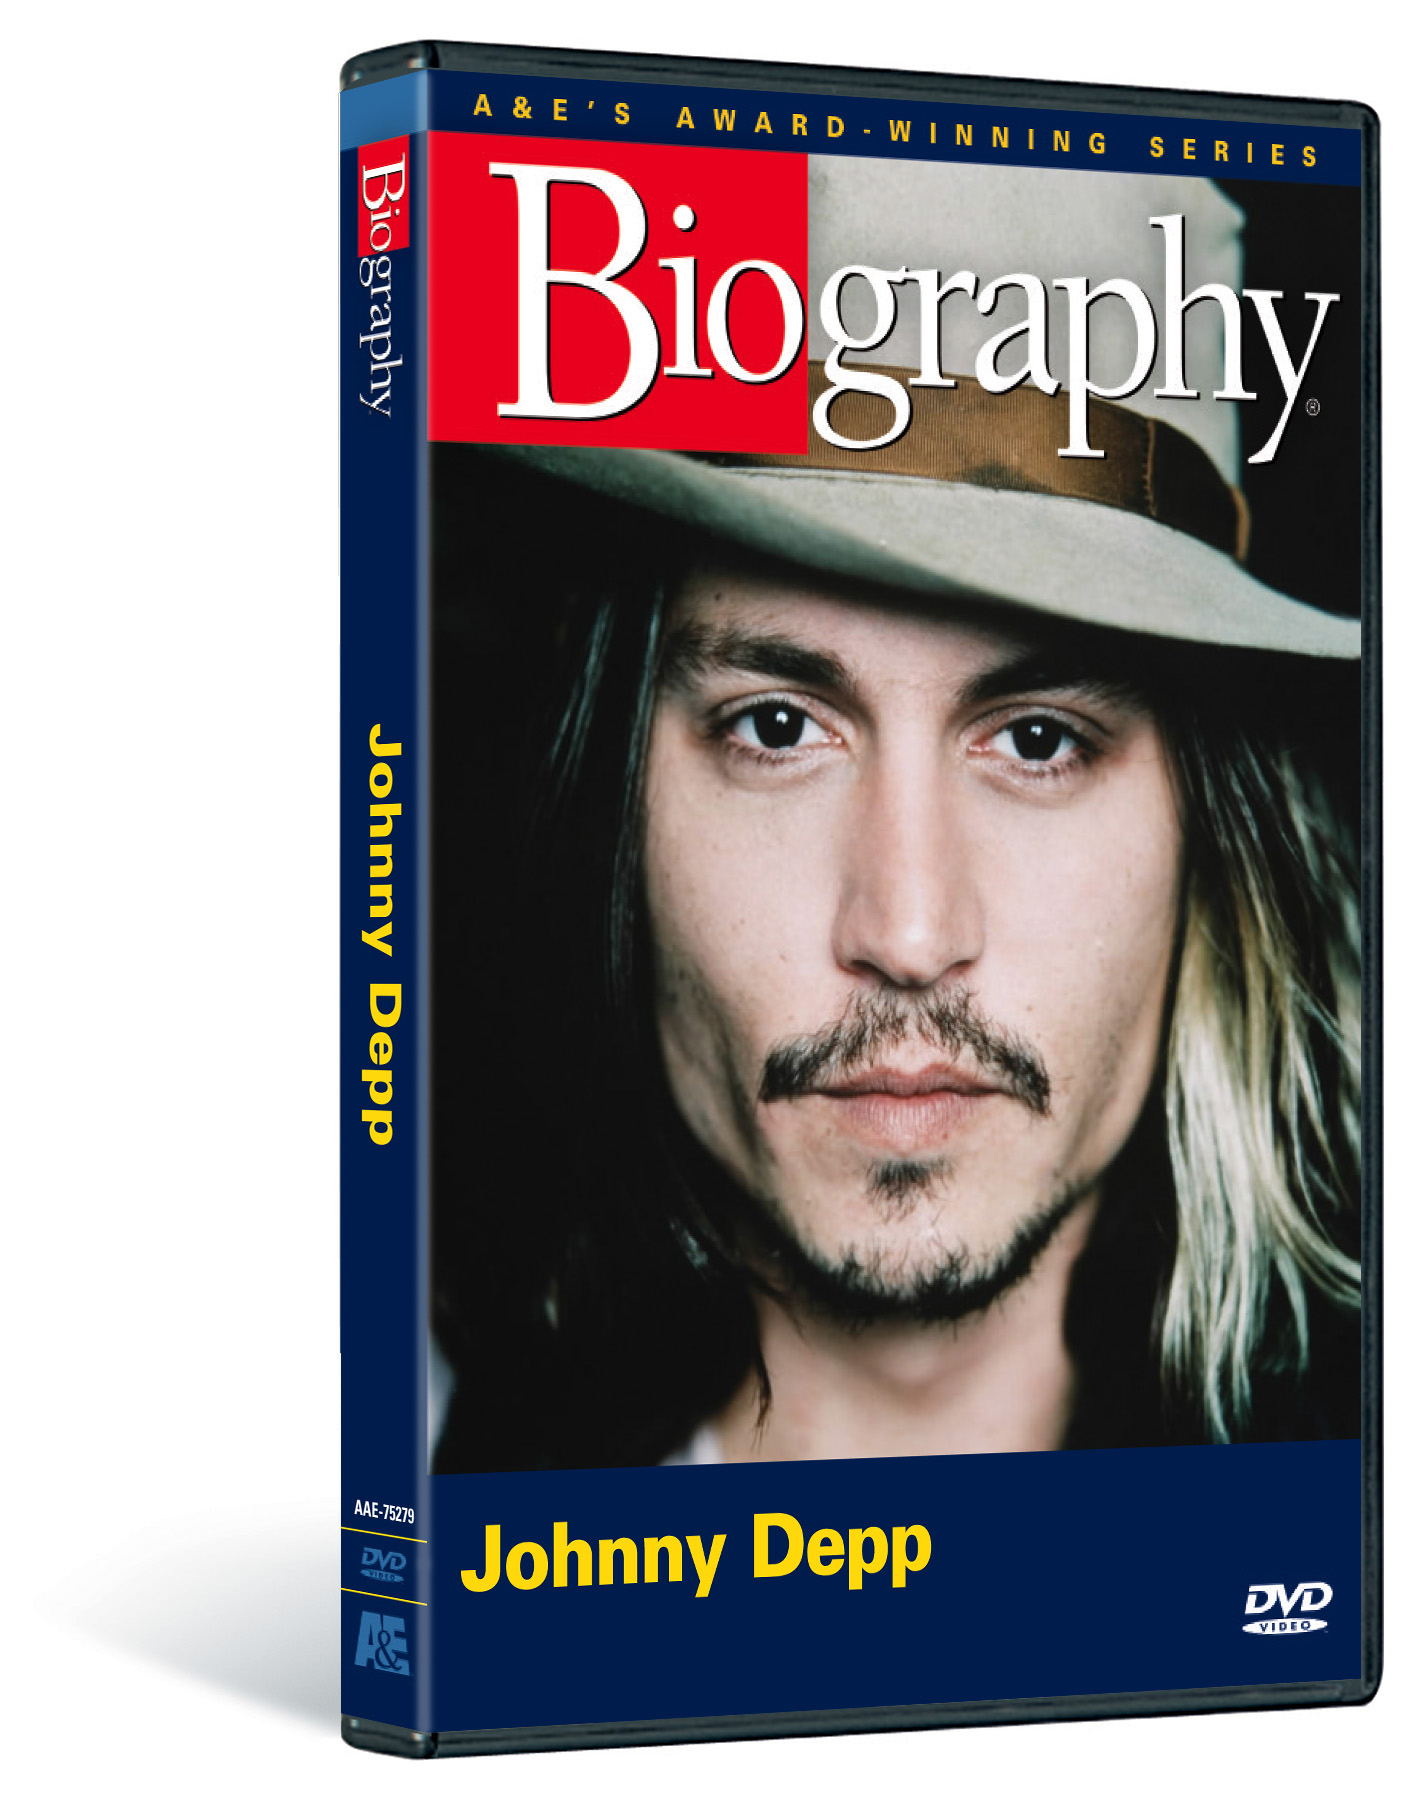 A&E'S AWARD-WINNING SERIES
Biography®
Johnny Depp
DVD
VIDEO
Biography
Johnny Depp
AAE-75279
DVD
VIDEO
A&E